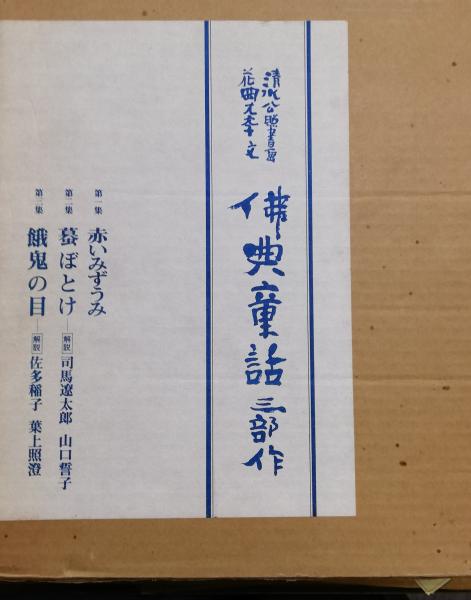 清水公照書画
花岡大学文
佛典童話三部作
第一集 赤いみずうみ
第二集 蟇ぼとけ―解説 司馬遼太郎 山口誓子
第三集 餓鬼の目―解説 佐多稲子 葉上照澄